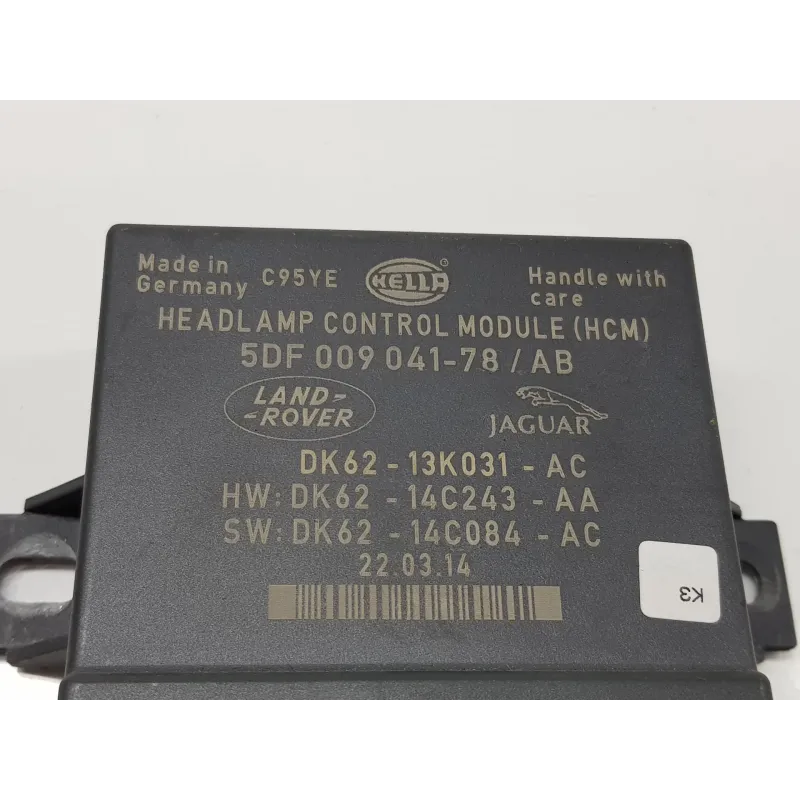 Made in
Germany
C95YE
HELLA®
Handle with
care
HEADLAMP CONTROL MODULE (HCM)
5DF 009 041-78 / AB
LAND-
-ROVER
JAGUAR
DK62 - 13K031 - AC
HW: DK62 - 14C243 - AA
SW: DK62 - 14C084 - AC
22.03.14
K3